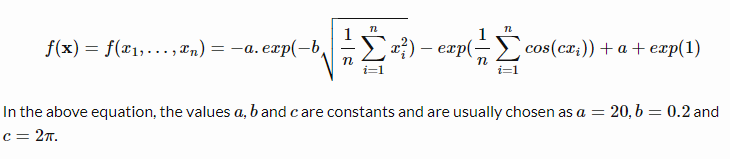 f(x) = f(x₁, . . . , xₙ) = −a. exp(−b√(1/n ∑ᵢ₌₁ⁿ xᵢ²) − exp(1/n ∑ᵢ₌₁ⁿ cos(cxᵢ)) + a + exp(1)
In the above equation, the values a, b and c are constants and are usually chosen as a = 20, b = 0.2 and
c = 2π.